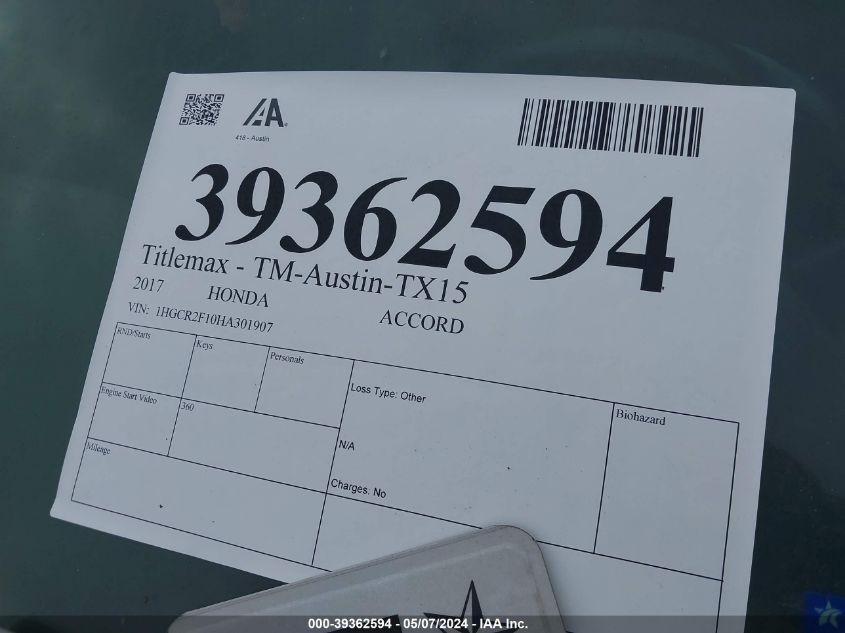 IAA
418 - Austin
39362594
Titlemax - TM-Austin-TX15
2017 HONDA ACCORD
VIN: 1HGCR2F10HA301907
RND/Starts
Keys
Personals
Loss Type: Other
Biohazard
Engine Start Video
360
N/A
Mileage
Charges: No
000-39362594 - 05/07/2024 - IAA Inc.